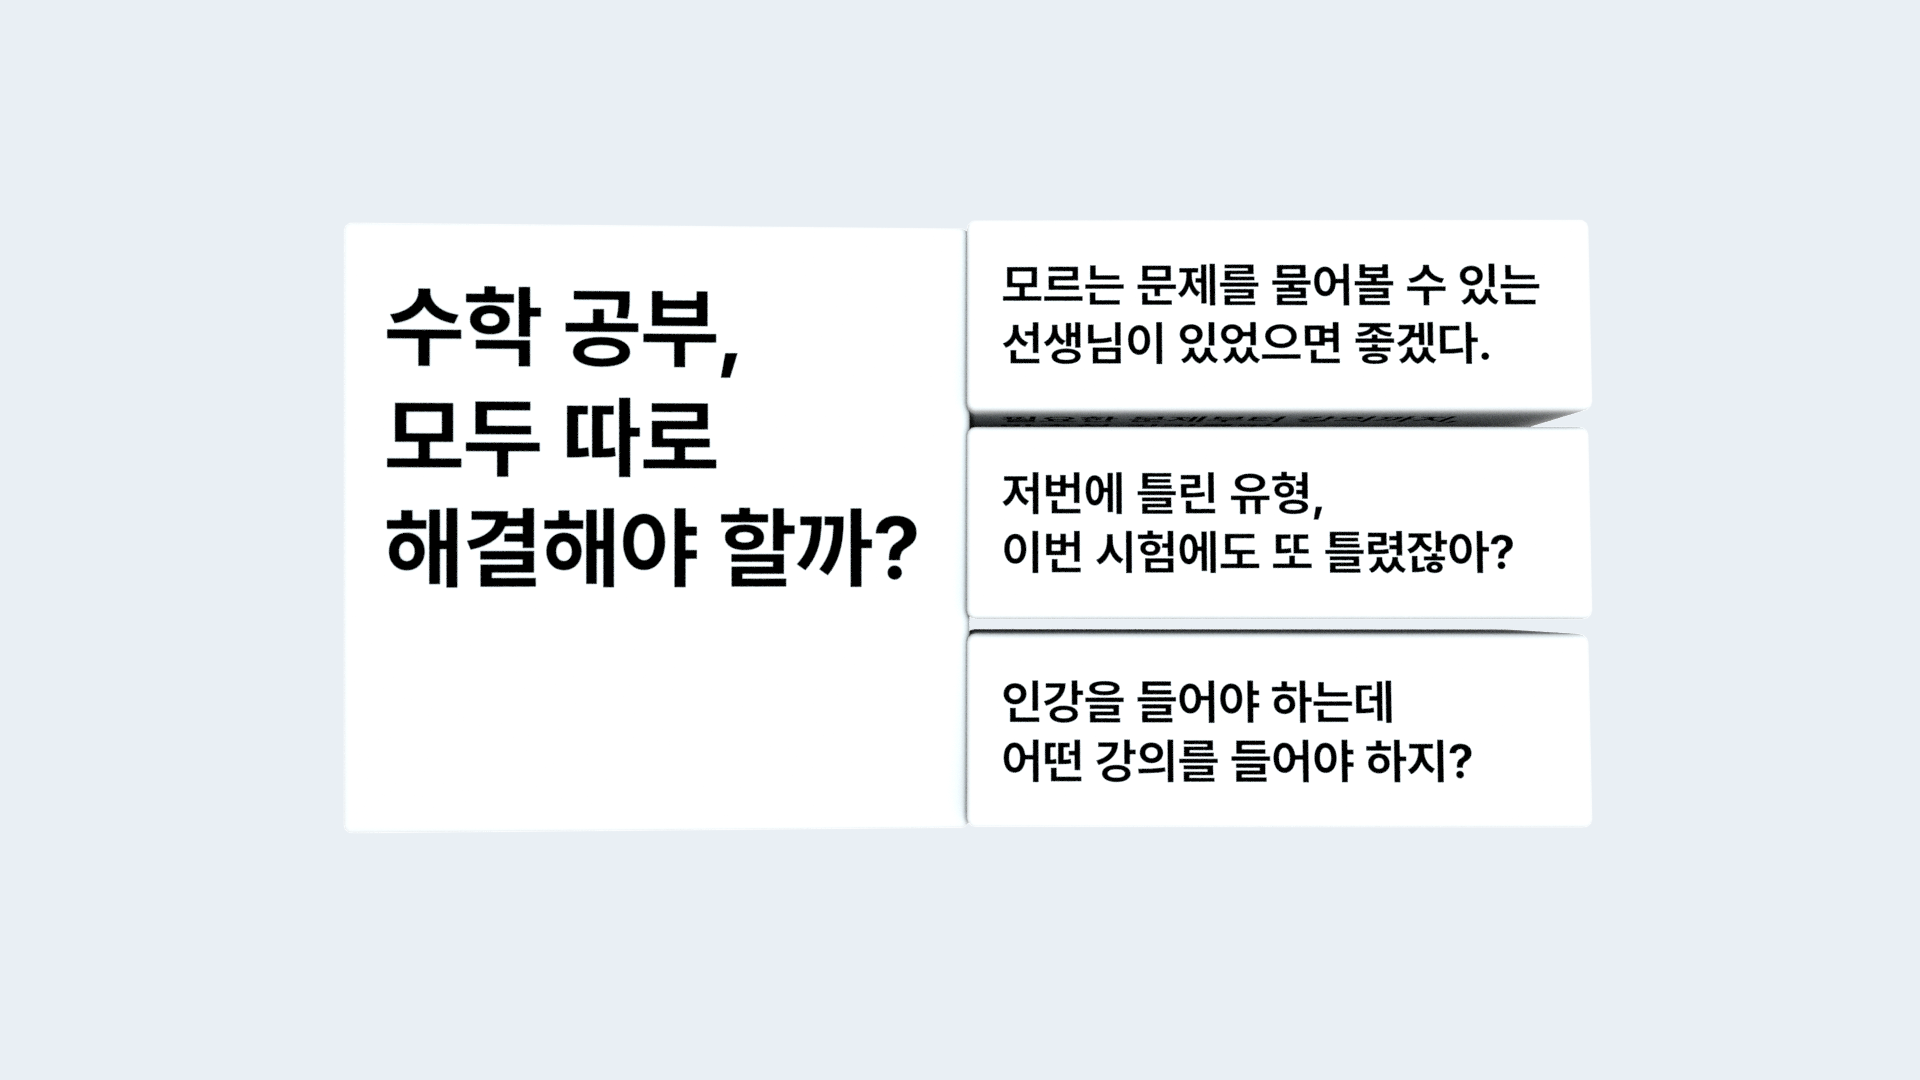 수학 공부,
모두 따로
해결해야 할까?
모르는 문제를 물어볼 수 있는
선생님이 있었으면 좋겠다.
저번에 틀린 유형,
이번 시험에도 또 틀렸잖아?
인강을 들어야 하는데
어떤 강의를 들어야 하지?